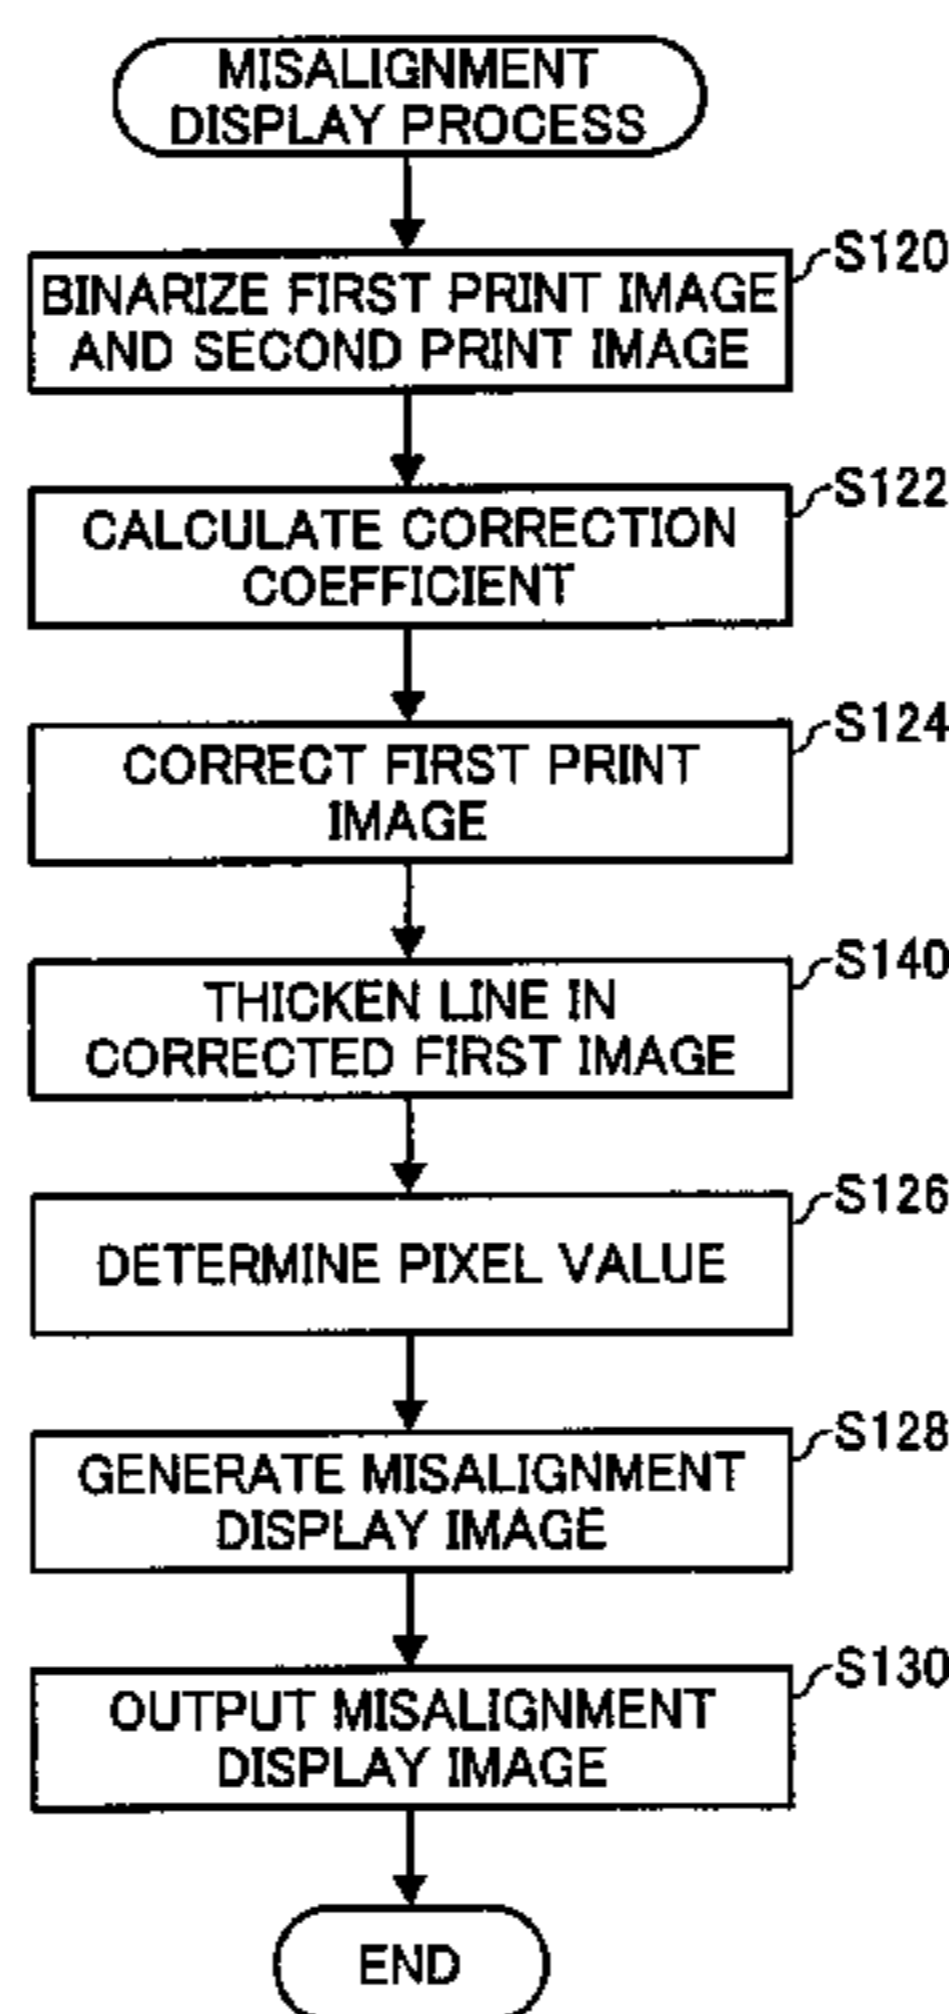 MISALIGNMENT
DISPLAY PROCESS
S120
BINARIZE FIRST PRINT IMAGE
AND SECOND PRINT IMAGE
S122
CALCULATE CORRECTION
COEFFICIENT
S124
CORRECT FIRST PRINT
IMAGE
S140
THICKEN LINE IN
CORRECTED FIRST IMAGE
S126
DETERMINE PIXEL VALUE
S128
GENERATE MISALIGNMENT
DISPLAY IMAGE
S130
OUTPUT MISALIGNMENT
DISPLAY IMAGE
END